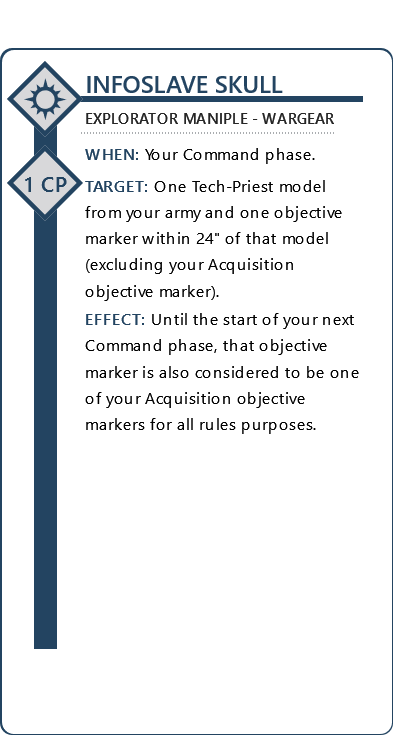 INFOSLAVE SKULL
EXPLORATOR MANIPLE - WARGEAR
WHEN: Your Command phase.
1 CP
TARGET: One Tech-Priest model
from your army and one objective
marker within 24" of that model
(excluding your Acquisition
objective marker).
EFFECT: Until the start of your next
Command phase, that objective
marker is also considered to be one
of your Acquisition objective
markers for all rules purposes.